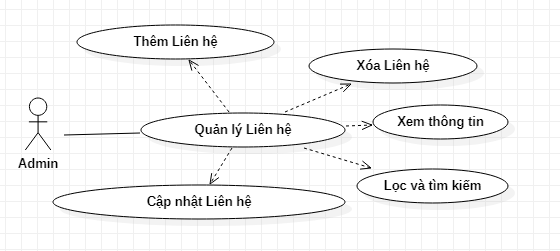 Thêm Liên hệ
Xóa Liên hệ
Quản lý Liên hệ
Xem thông tin
Admin
Lọc và tìm kiếm
Cập nhật Liên hệ